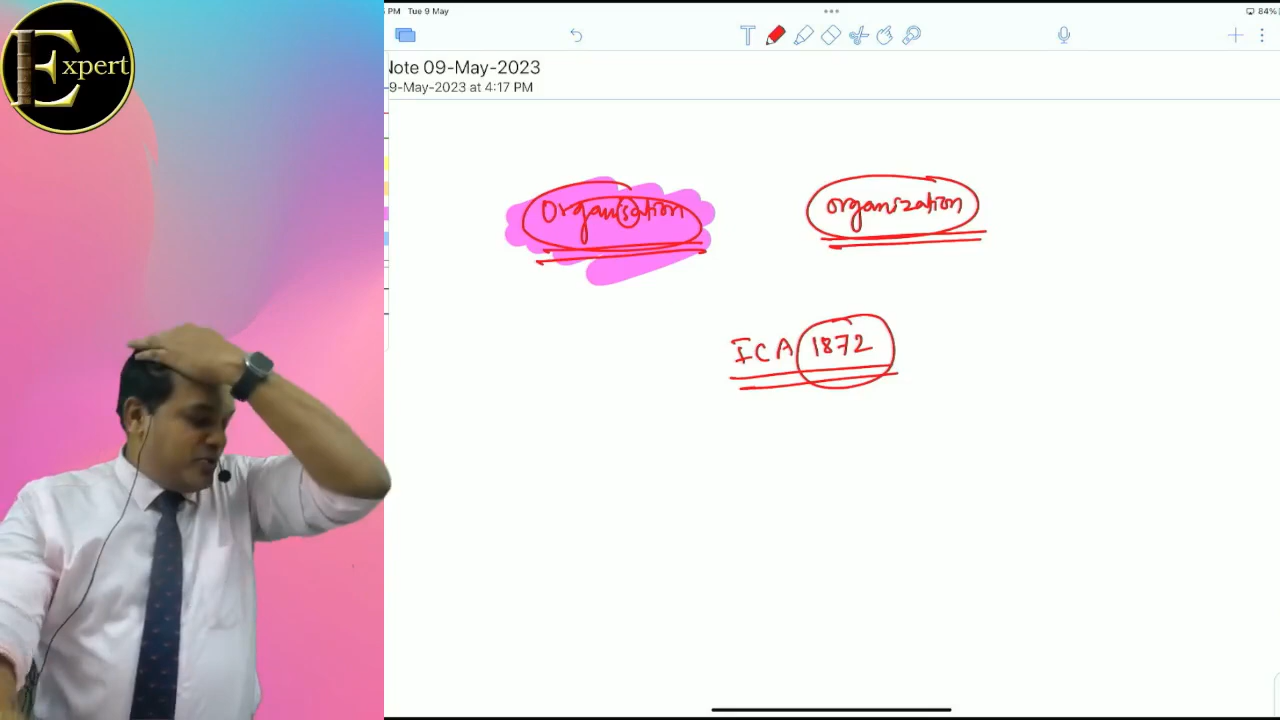 Expert
PM Tue 9 May
84%
Note 09-May-2023
9-May-2023 at 4:17 PM
Organisation
organization
ICA 1872